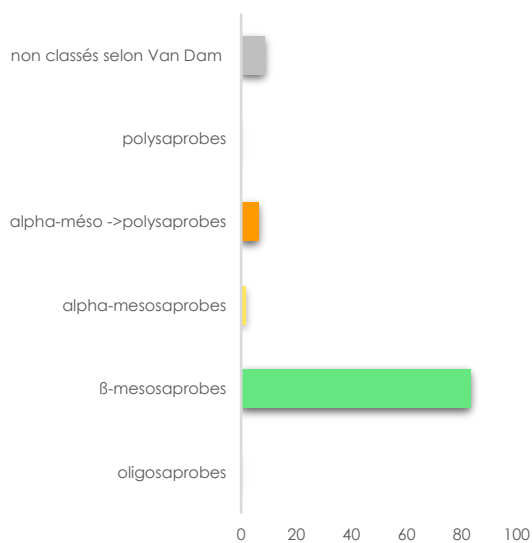 non classés selon Van Dam
polysaprobes
alpha-méso ->polysaprobes
alpha-mesosaprobes
ß-mesosaprobes
oligosaprobes
0 20 40 60 80 100